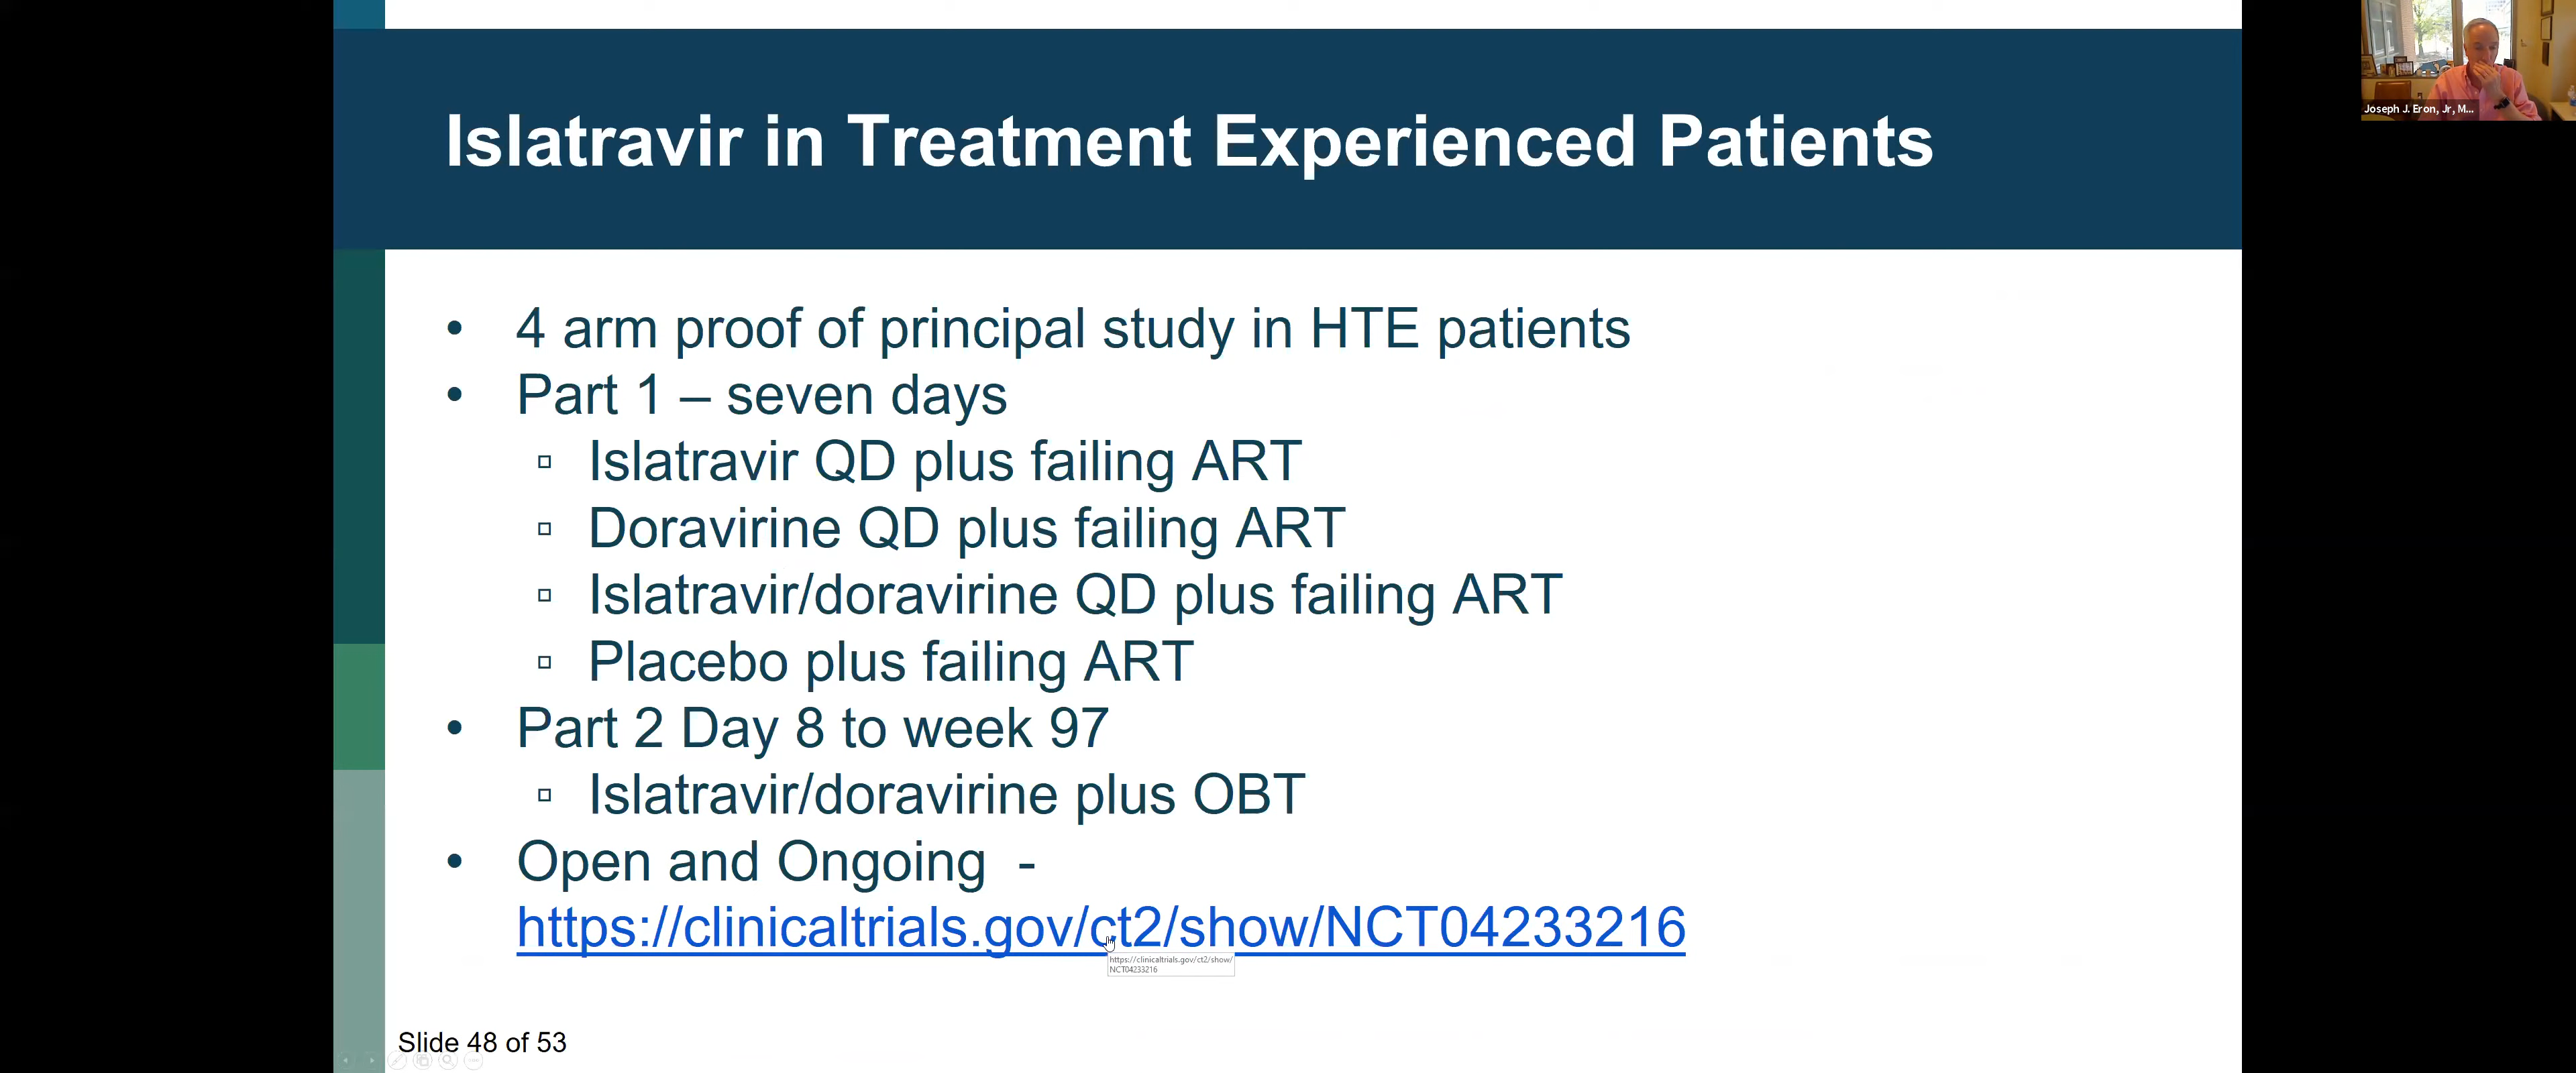 Islatravir in Treatment Experienced Patients
• 4 arm proof of principal study in HTE patients
• Part 1 – seven days
▫ Islatravir QD plus failing ART
▫ Doravirine QD plus failing ART
▫ Islatravir/doravirine QD plus failing ART
▫ Placebo plus failing ART
• Part 2 Day 8 to week 97
▫ Islatravir/doravirine plus OBT
• Open and Ongoing -
https://clinicaltrials.gov/ct2/show/NCT04233216
https://clinicaltrials.gov/ct2/show/
NCT04233216
Slide 48 of 53
Joseph J. Eron, Jr, M...